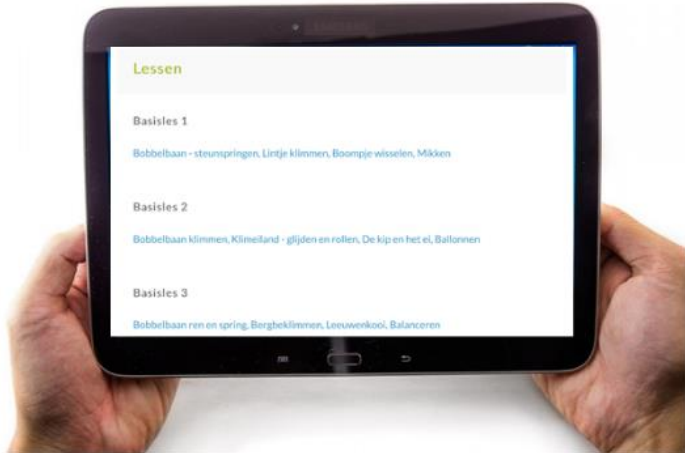 SAMSUNG
Lessen
Basisles 1
Bobbelbaan - steunspringen, Lintje klimmen, Boompje wisselen, Mikken
Basisles 2
Bobbelbaan klimmen, Klimeiland - glijden en rollen, De kip en het ei, Ballonnen
Basisles 3
Bobbelbaan ren en spring, Bergbeklimmen, Leeuwenkooi, Balanceren